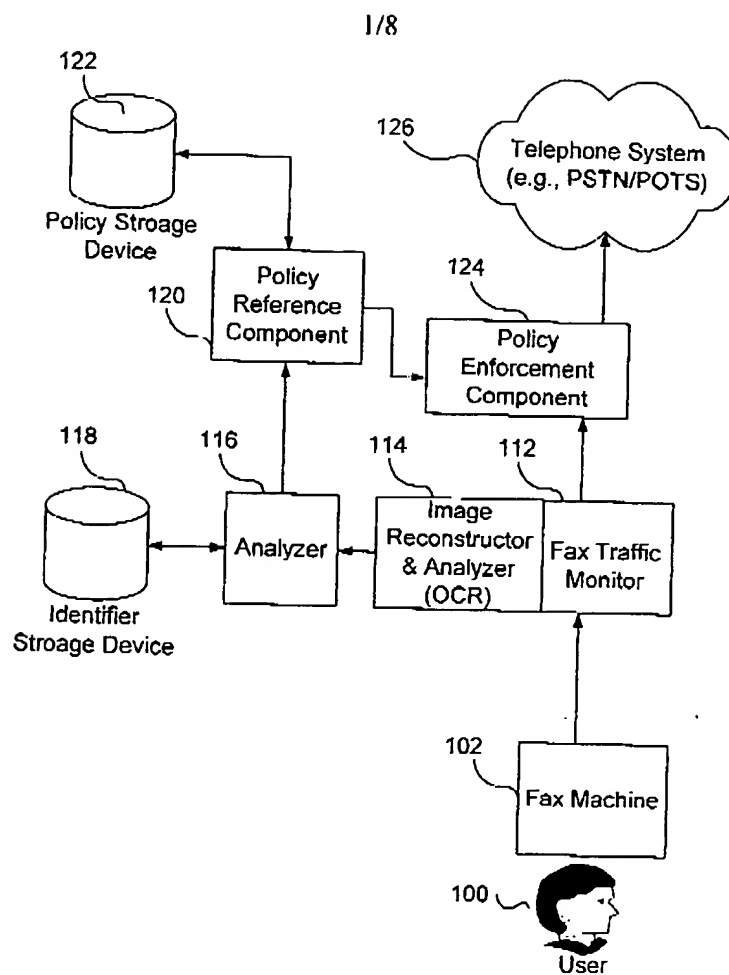 1/8
122
Policy Stroage
Device
126
Telephone System
(e.g., PSTN/POTS)
120
Policy
Reference
Component
124
Policy
Enforcement
Component
118
Identifier
Stroage Device
116
Analyzer
114
Image
Reconstructor
& Analyzer
(OCR)
112
Fax Traffic
Monitor
102
Fax Machine
100
User